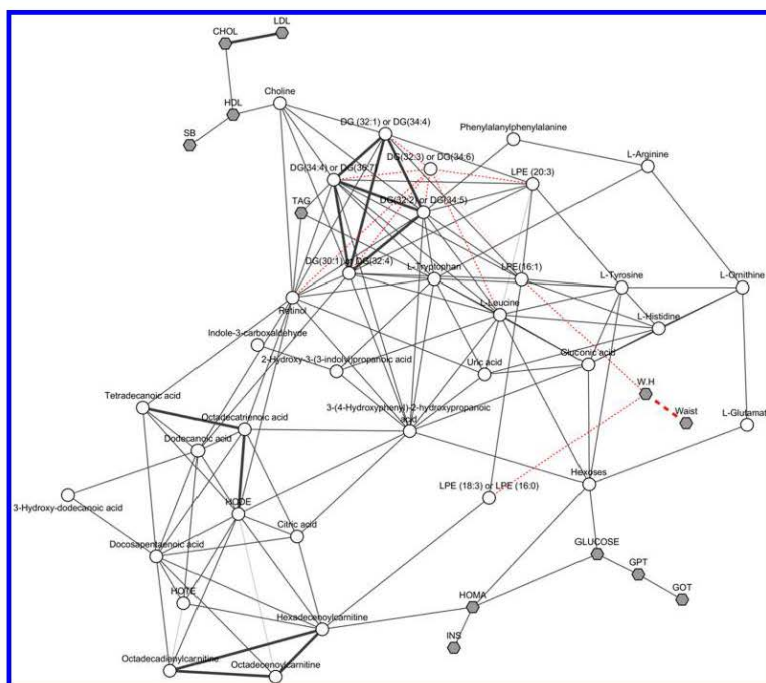 LDL
CHOL
Choline
HDL
DG (32:1) or DG(34:4)
SB
Phenylalanylphenylalanine
L-Arginine
DG(32:3) or DG(34:6)
DG(34:4) or DG(36:7)
LPE (20:3)
TAG
DG(32:2) or DG(34:5)
DG(30:1) or DG(32:4)
L-Tryptophan
LPE(16:1)
L-Tyrosine
L-Ornithine
Retinol
L-Leucine
L-Histidine
Indole-3-carboxaldehyde
2-Hydroxy-3-(3-indolyl)propanoic acid
Uric acid
Gluconic acid
W.H
Tetradecanoic acid
Octadecatrienoic acid
3-(4-Hydroxyphenyl)-2-hydroxypropanoic
acid
Waist
L-Glutamat
Dodecanoic acid
Hexoses
LPE (18:3) or LPE (16:0)
HODE
3-Hydroxy-dodecanoic acid
Citric acid
Docosapentaenoic acid
GLUCOSE
GPT
HOTE
HOMA
GOT
Hexadecenoylcarnitine
INS
Octadecadienylcarnitine
Octadecenoylcarnitine